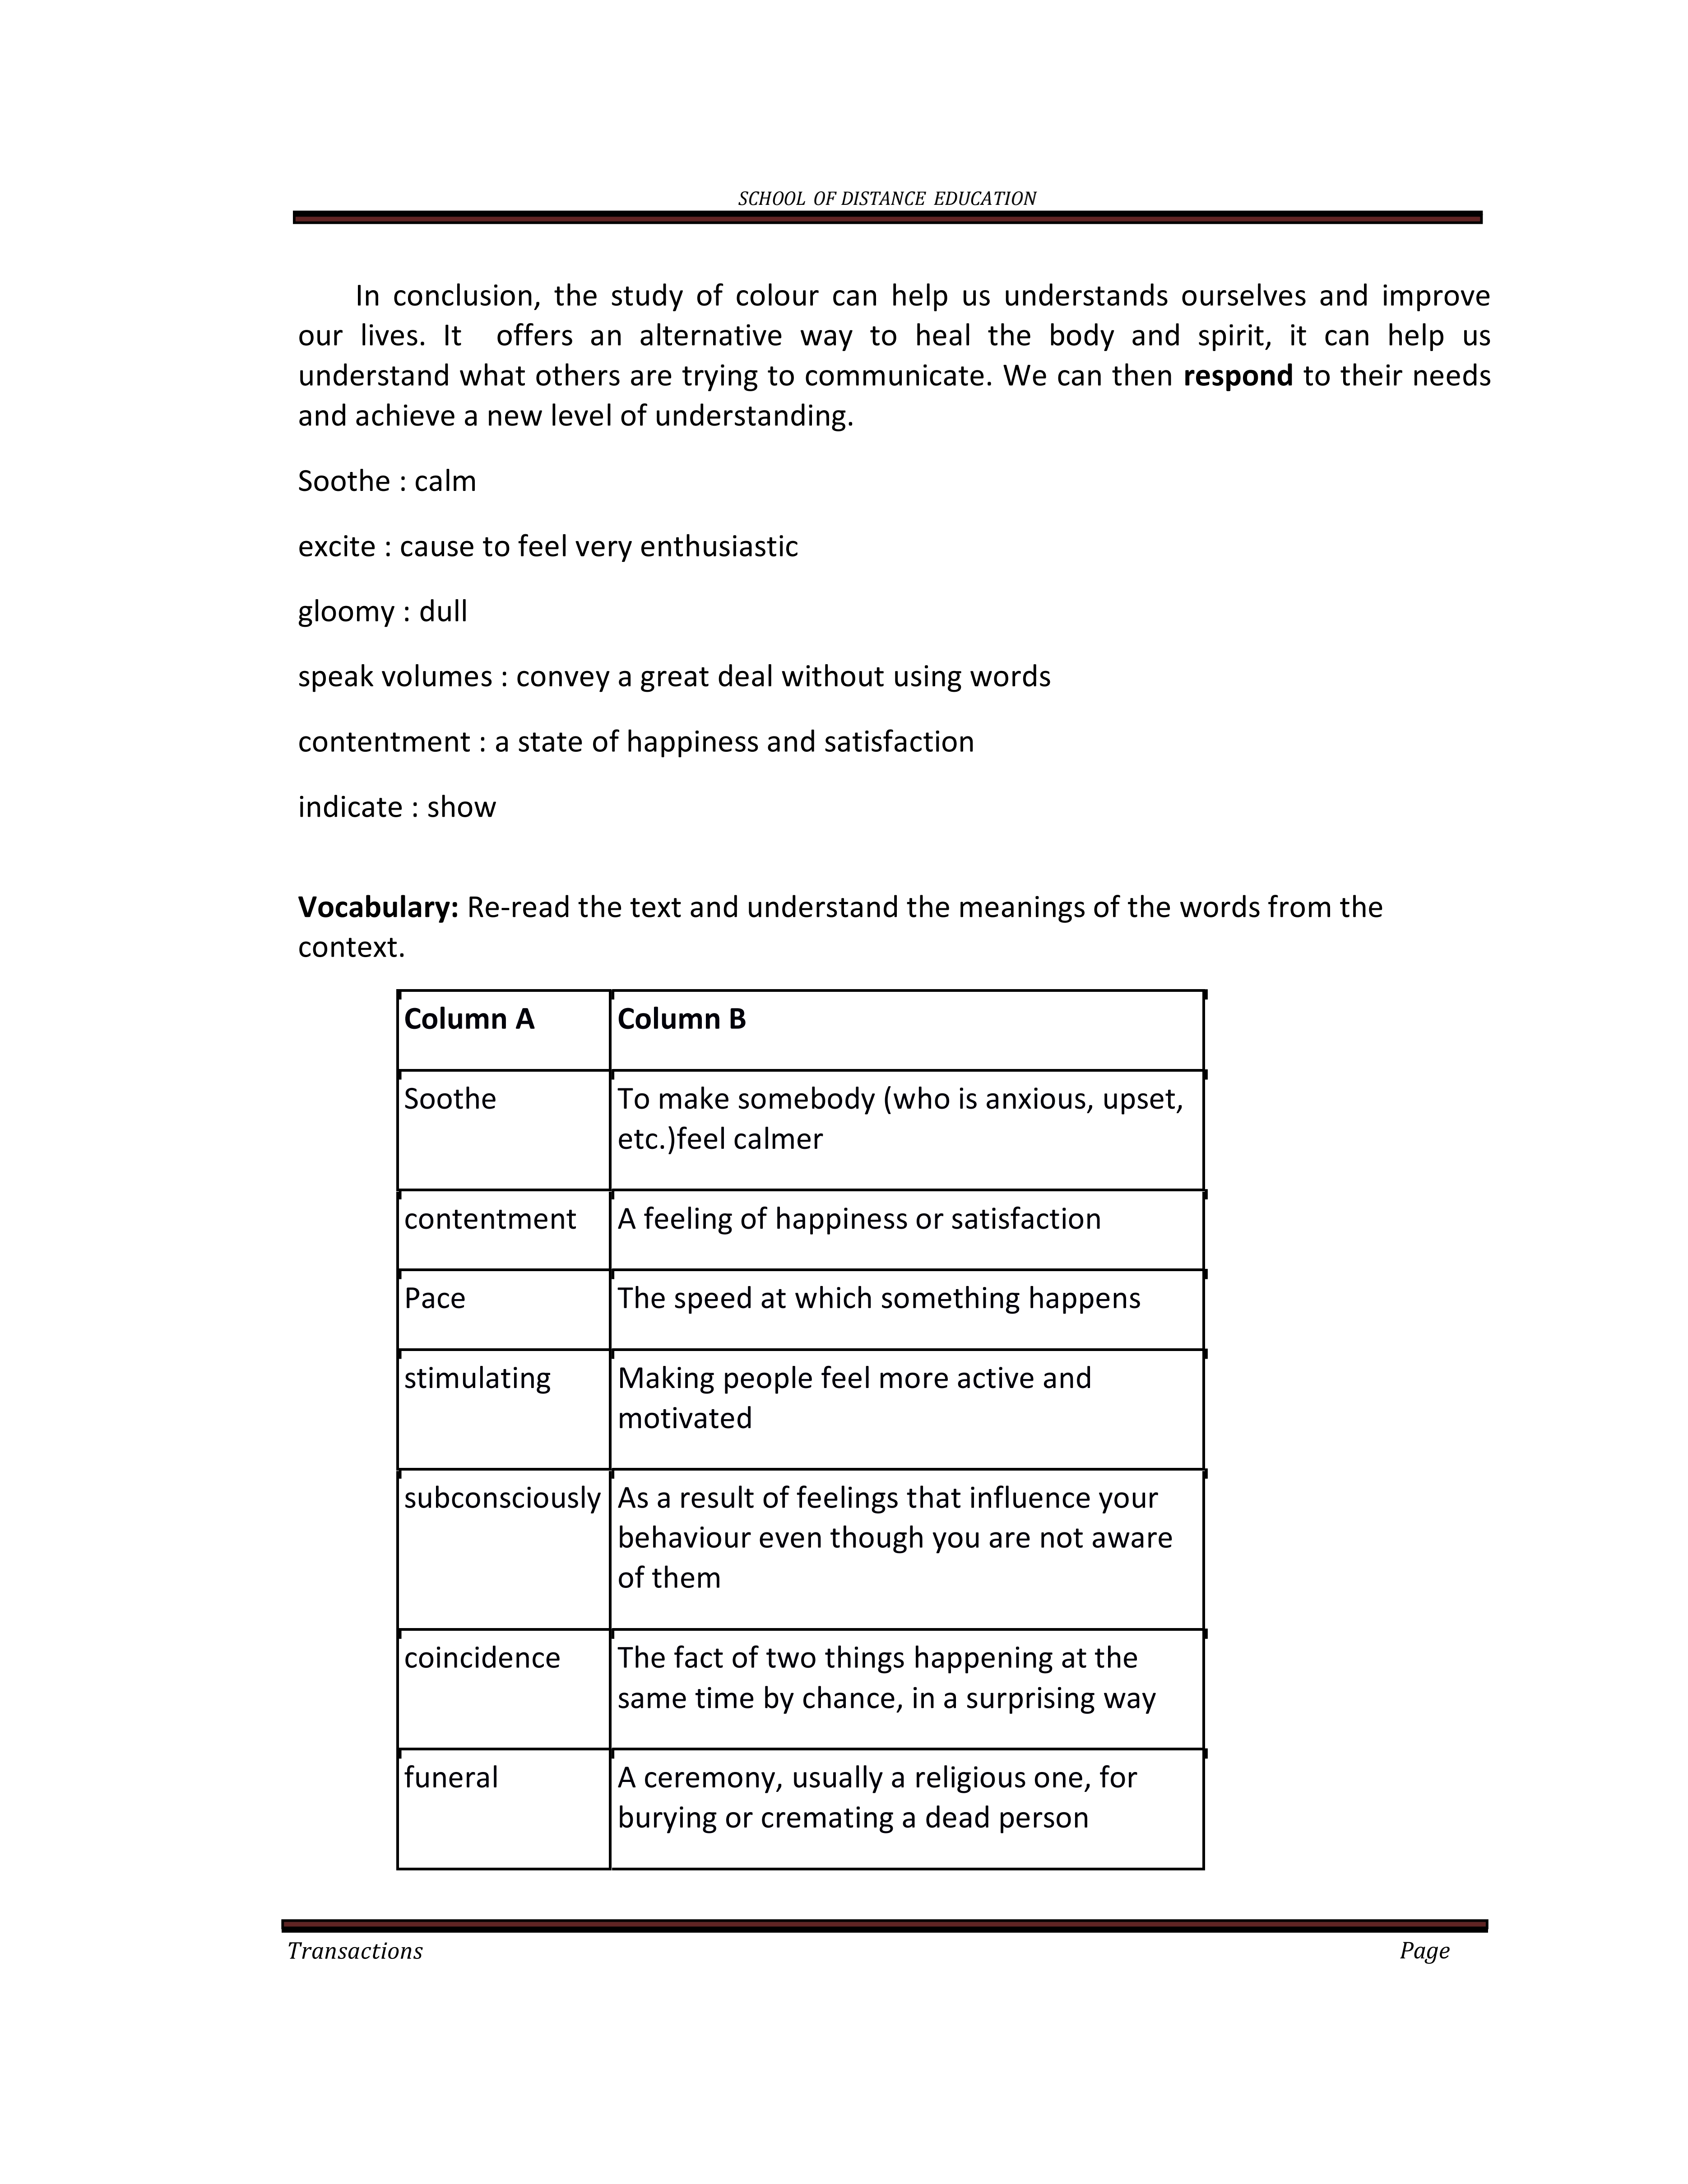 SCHOOL OF DISTANCE EDUCATION
In conclusion, the study of colour can help us understands ourselves and improve
our lives. It offers an alternative way to heal the body and spirit, it can help us
understand what others are trying to communicate. We can then respond to their needs
and achieve a new level of understanding.
Soothe : calm
excite : cause to feel very enthusiastic
gloomy : dull
speak volumes : convey a great deal without using words
contentment : a state of happiness and satisfaction
indicate : show
Vocabulary: Re-read the text and understand the meanings of the words from the
context.
Column A
Column B
Soothe
To make somebody (who is anxious, upset,
etc.)feel calmer
contentment
A feeling of happiness or satisfaction
Pace
The speed at which something happens
stimulating
Making people feel more active and
motivated
subconsciously
As a result of feelings that influence your
behaviour even though you are not aware
of them
coincidence
The fact of two things happening at the
same time by chance, in a surprising way
funeral
A ceremony, usually a religious one, for
burying or cremating a dead person
Transactions
Page